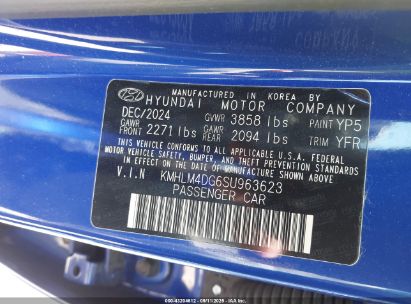 MANUFACTURED IN KOREA BY
HYUNDAI MOTOR COMPANY
DEC/2024 GVWR 3858 lbs PAINT YP5
GAWR FRONT 2271 lbs GAWR REAR 2094 lbs TRIM YFR
THIS VEHICLE CONFORMS TO ALL APPLICABLE U.S. FEDERAL MOTOR VEHICLE
SAFETY, BUMPER, AND THEFT PREVENTION STANDARDS IN
EFFECT ON THE DATE OF MANUFACTURE SHOWN ABOVE.
V.I.N KMHLM4DG6SU963623
PASSENGER CAR